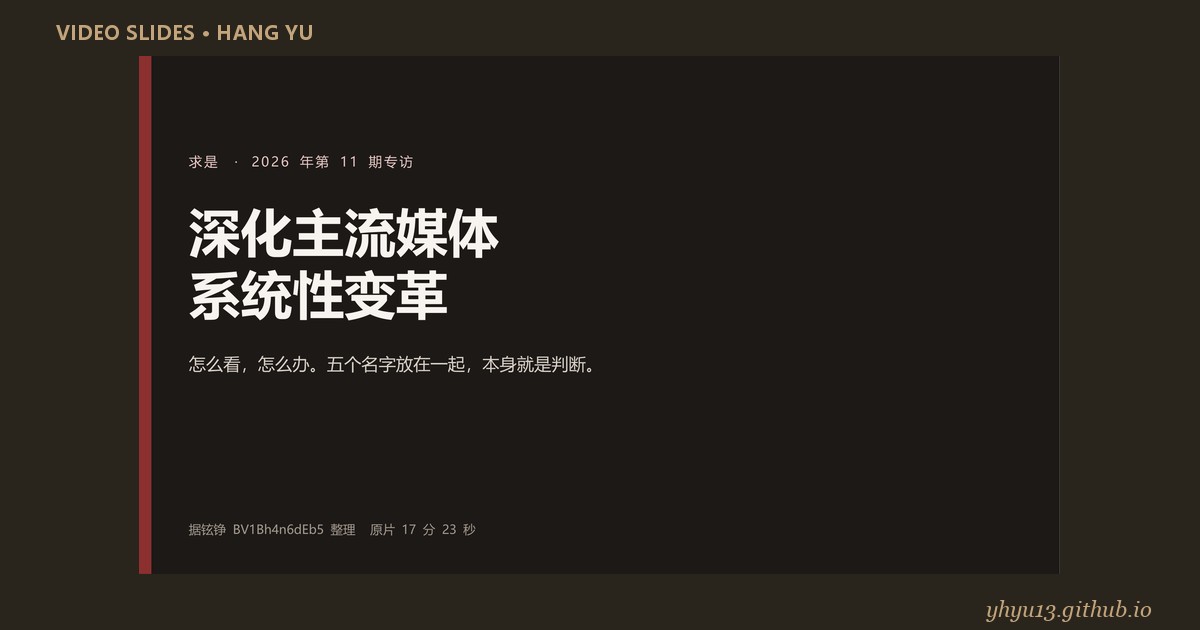 VIDEO SLIDES • HANG YU
求是 · 2026 年第 11 期专访
深化主流媒体
系统性变革
怎么看，怎么办。五个名字放在一起，本身就是判断。
据铉铮 BV1Bh4n6dEb5 整理 原片 17 分 23 秒
yhyu13.github.io